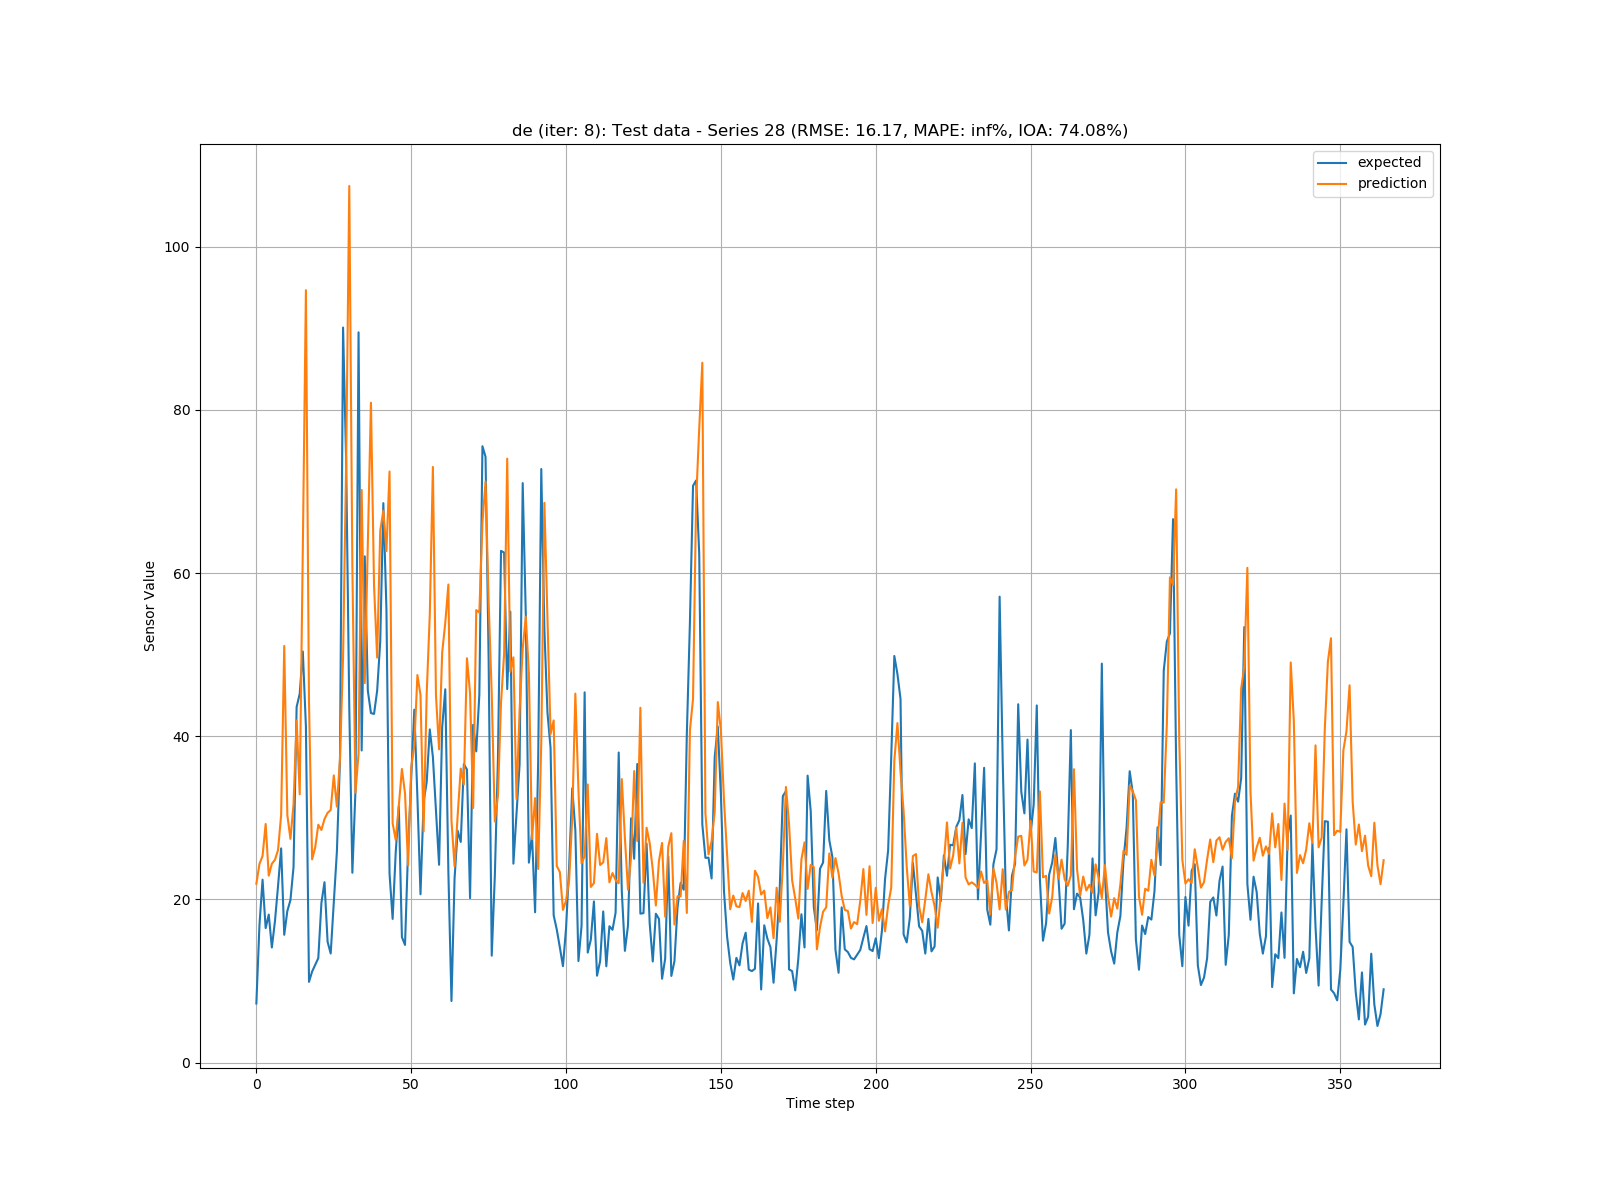 de (iter: 8): Test data - Series 28 (RMSE: 16.17, MAPE: inf%, IOA: 74.08%)
expected
prediction
100
80
60
40
20
0
Sensor Value
0 50 100 150 200 250 300 350
Time step